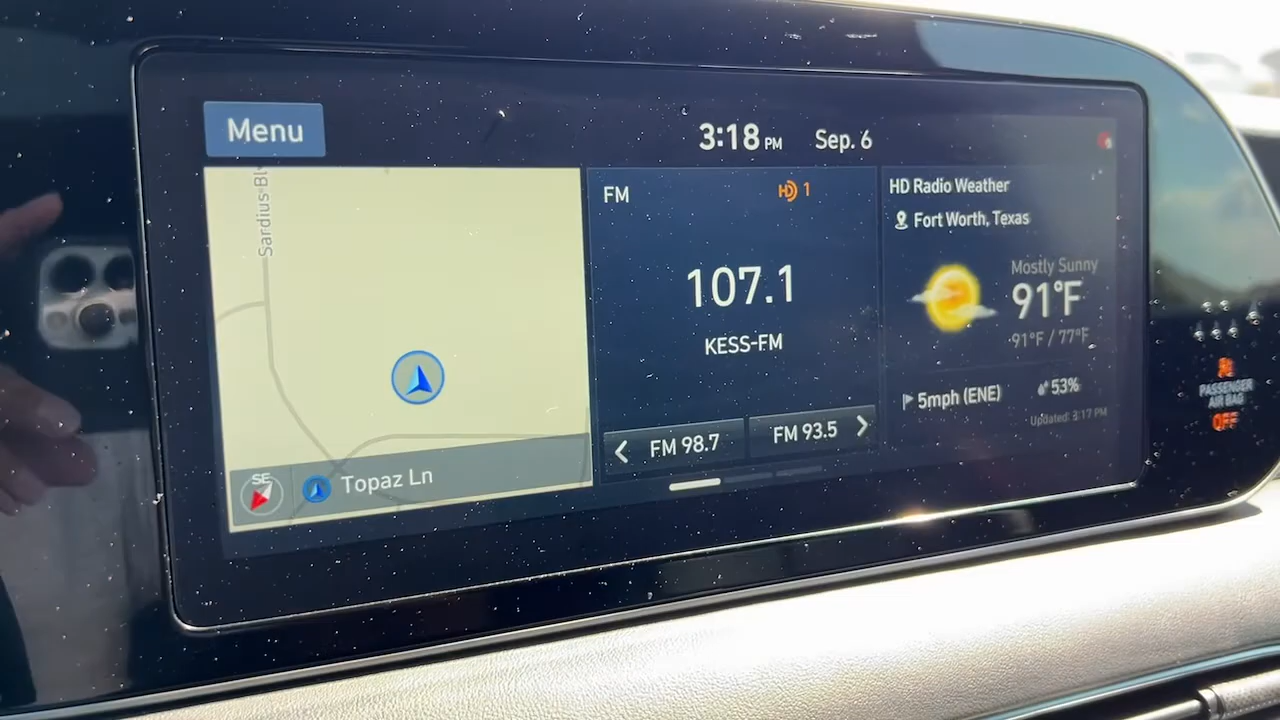 Menu
3:18 PM Sep. 6
Sardius Bl
SE
Topaz Ln
FM
HD 1
107.1
KESS-FM
FM 98.7
FM 93.5
HD Radio Weather
Fort Worth, Texas
Mostly Sunny
91°F
91°F / 77°F
5mph (ENE)
53%
Updated: 3:17 PM
PASSENGER
AIR BAG
OFF